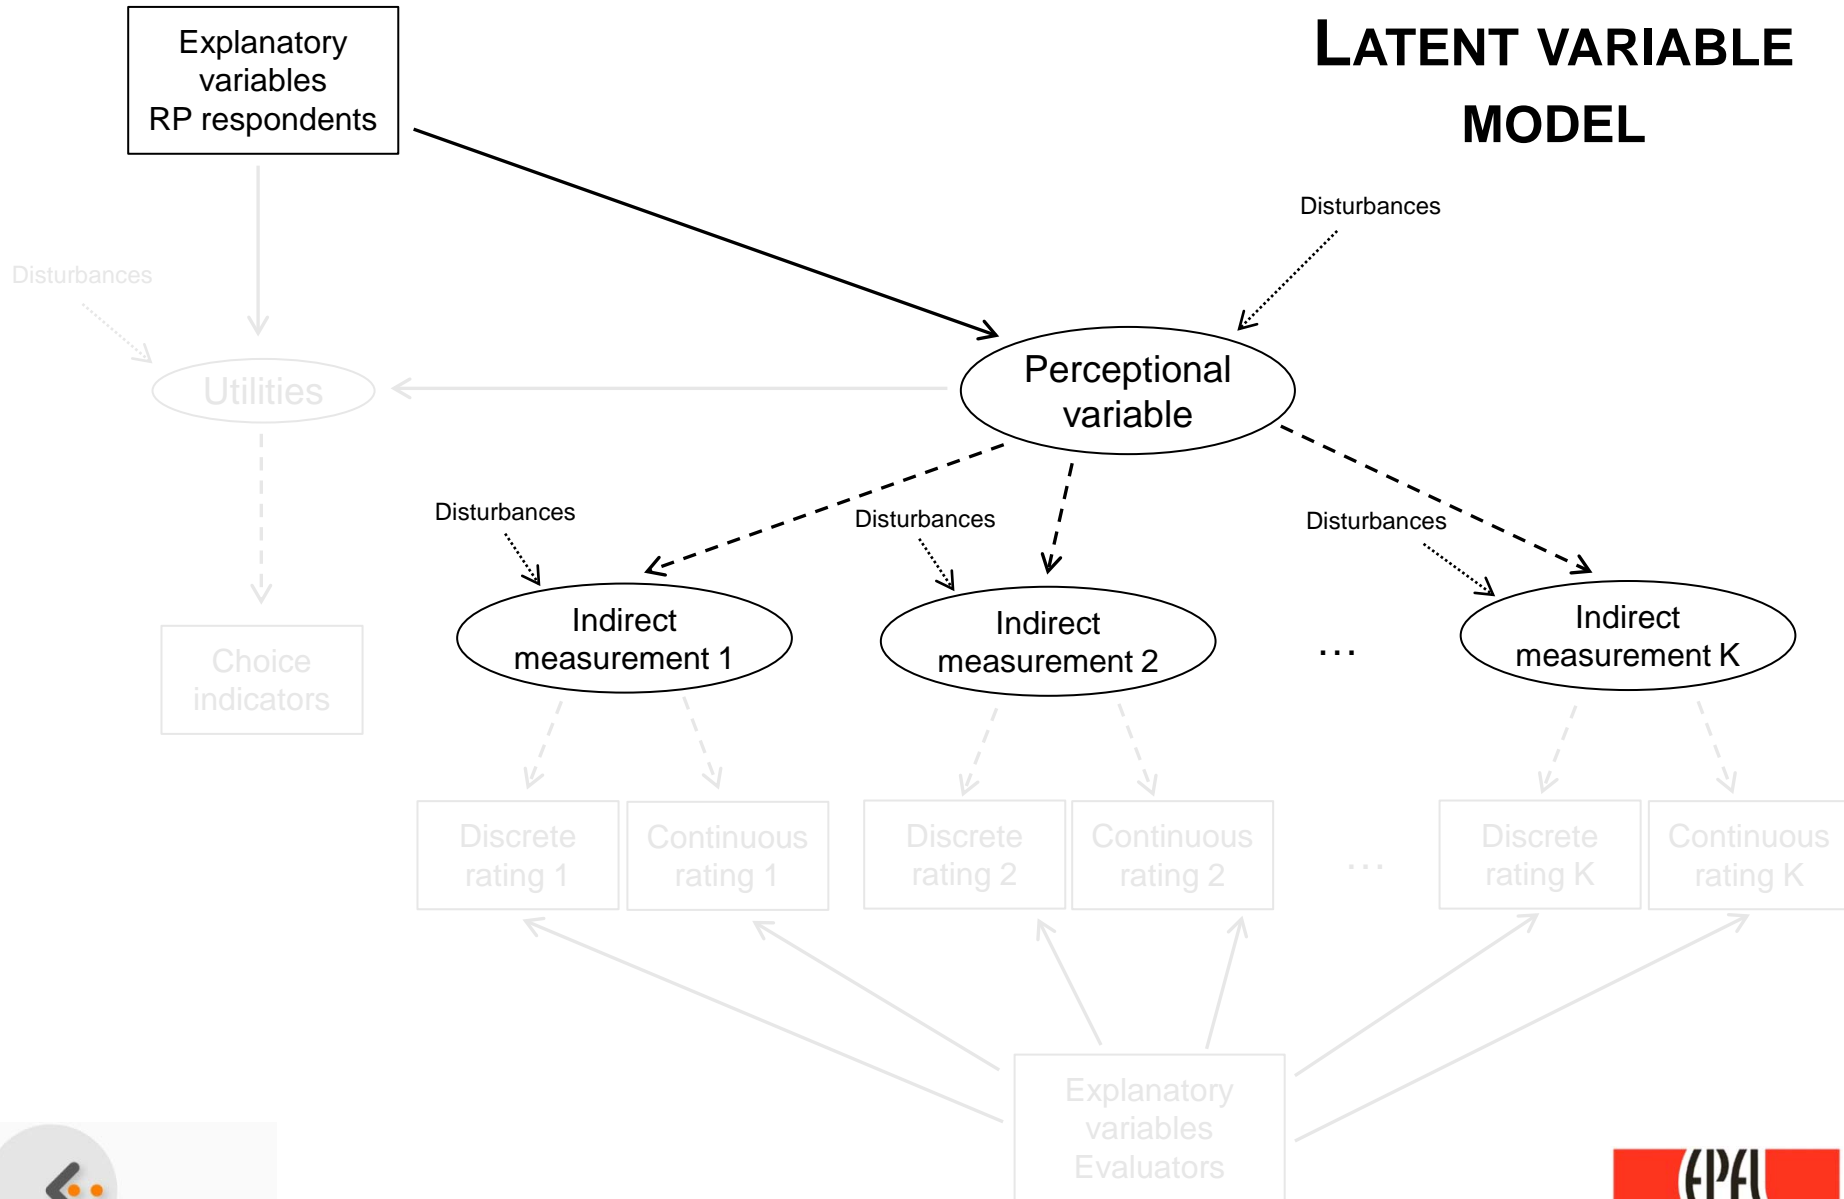 LATENT VARIABLE
MODEL
Explanatory
variables
RP respondents
Disturbances
Disturbances
Utilities
Perceptional
variable
Disturbances
Disturbances
Disturbances
Indirect
measurement 1
Indirect
measurement 2
...
Indirect
measurement K
Choice
indicators
Discrete
rating 1
Continuous
rating 1
Discrete
rating 2
Continuous
rating 2
...
Discrete
rating K
Continuous
rating K
Explanatory
variables
Evaluators
EPFL